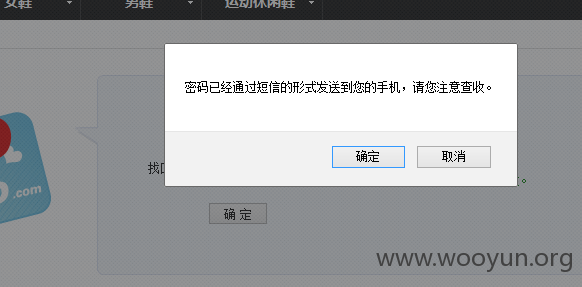 女鞋 男鞋 运动休闲鞋
密码已经通过短信的形式发送到您的手机，请您注意查收。
确定 取消
找
。
确 定
.com
www.wooyun.org